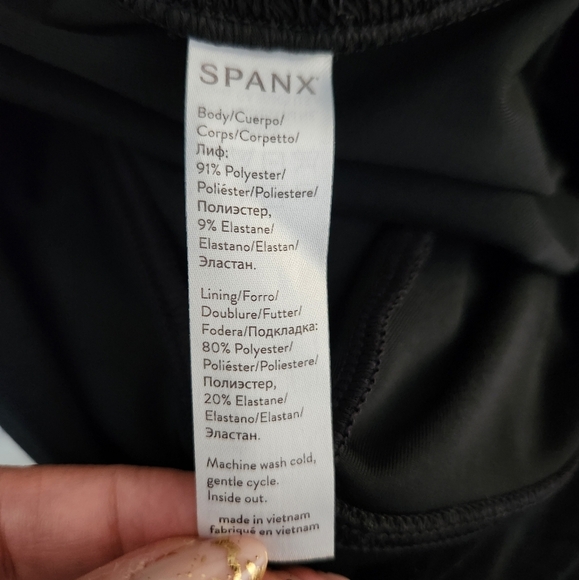 SPANX
Body/Cuerpo/
Corps/Corpetto/
Лиф:
91% Polyester/
Poliéster/Poliestere/
Полиэстер,
9% Elastane/
Elastano/Elastan/
Эластан.
Lining/Forro/
Doublure/Futter/
Fodera/Подкладка:
80% Polyester/
Poliéster/Poliestere/
Полиэстер,
20% Elastane/
Elastano/Elastan/
Эластан.
Machine wash cold,
gentle cycle.
Inside out.
made in vietnam
fabriqué en vietnam